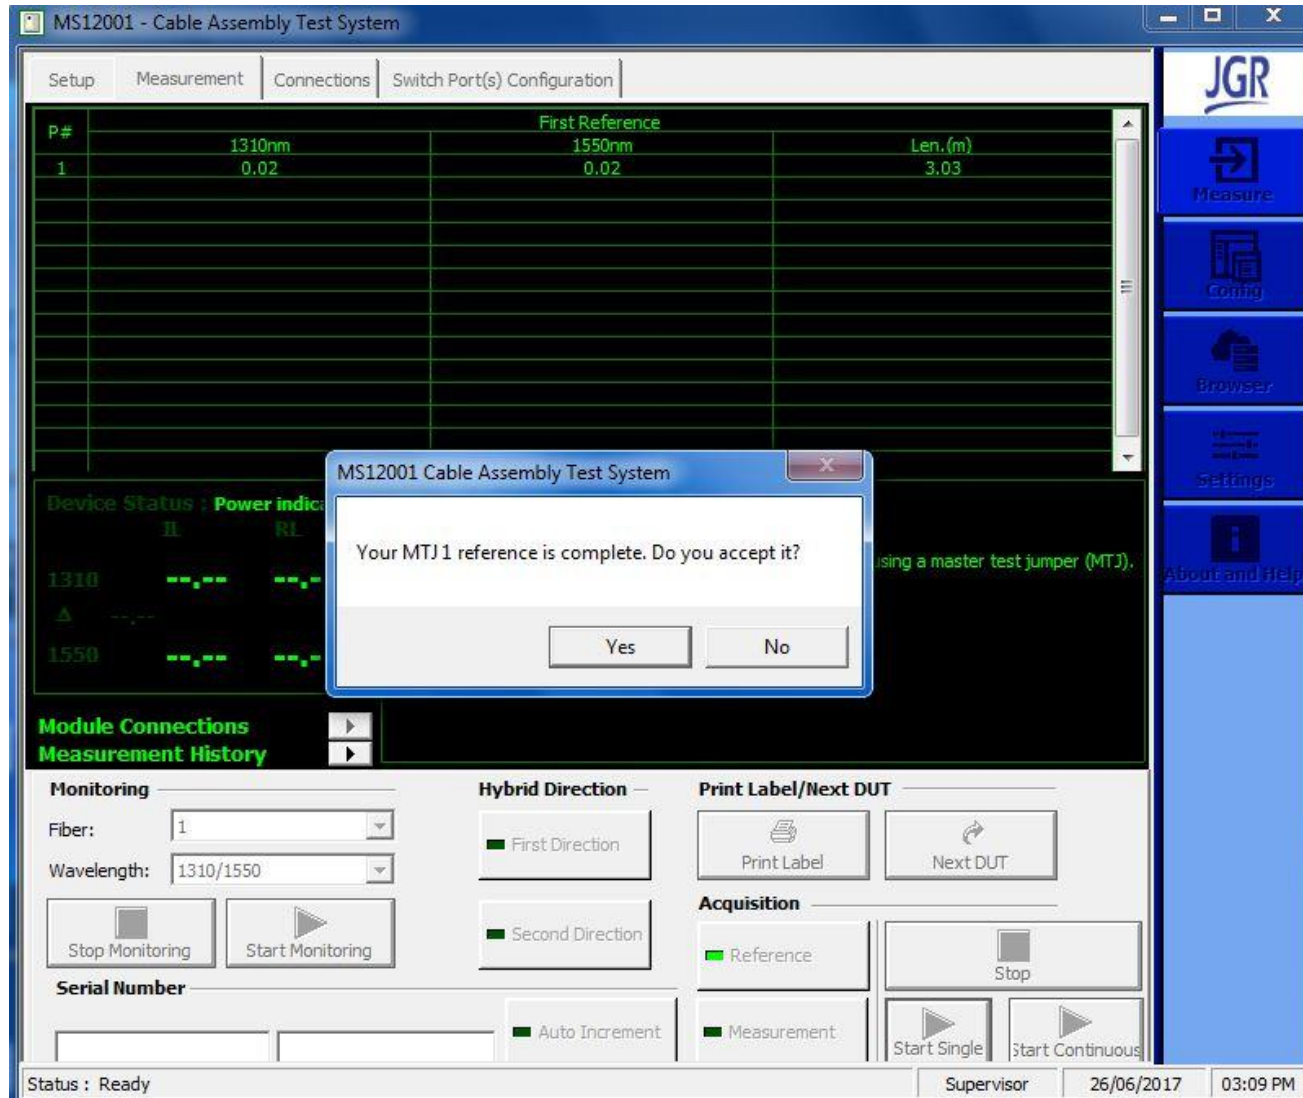 MS12001 - Cable Assembly Test System
X
Setup Measurement Connections Switch Port(s) Configuration
JGR
P# First Reference
1310nm 1550nm Len.(m)
1 0.02 0.02 3.03
Measure
Config
Browser
Settings
About and Help
MS12001 Cable Assembly Test System
X
Your MTJ 1 reference is complete. Do you accept it?
Yes No
Device Status : Power indic
IL RL
using a master test jumper (MTJ).
1310 --.-- --.-
Δ --.--
1550 --.-- --.-
Module Connections
Measurement History
Monitoring Hybrid Direction Print Label/Next DUT
Fiber: 1
First Direction
Print Label
Next DUT
Wavelength: 1310/1550
Acquisition
Stop Monitoring Start Monitoring
Second Direction
Reference
Stop
Serial Number
Auto Increment
Measurement
Start Single
Start Continuous
Status : Ready Supervisor 26/06/2017 03:09 PM